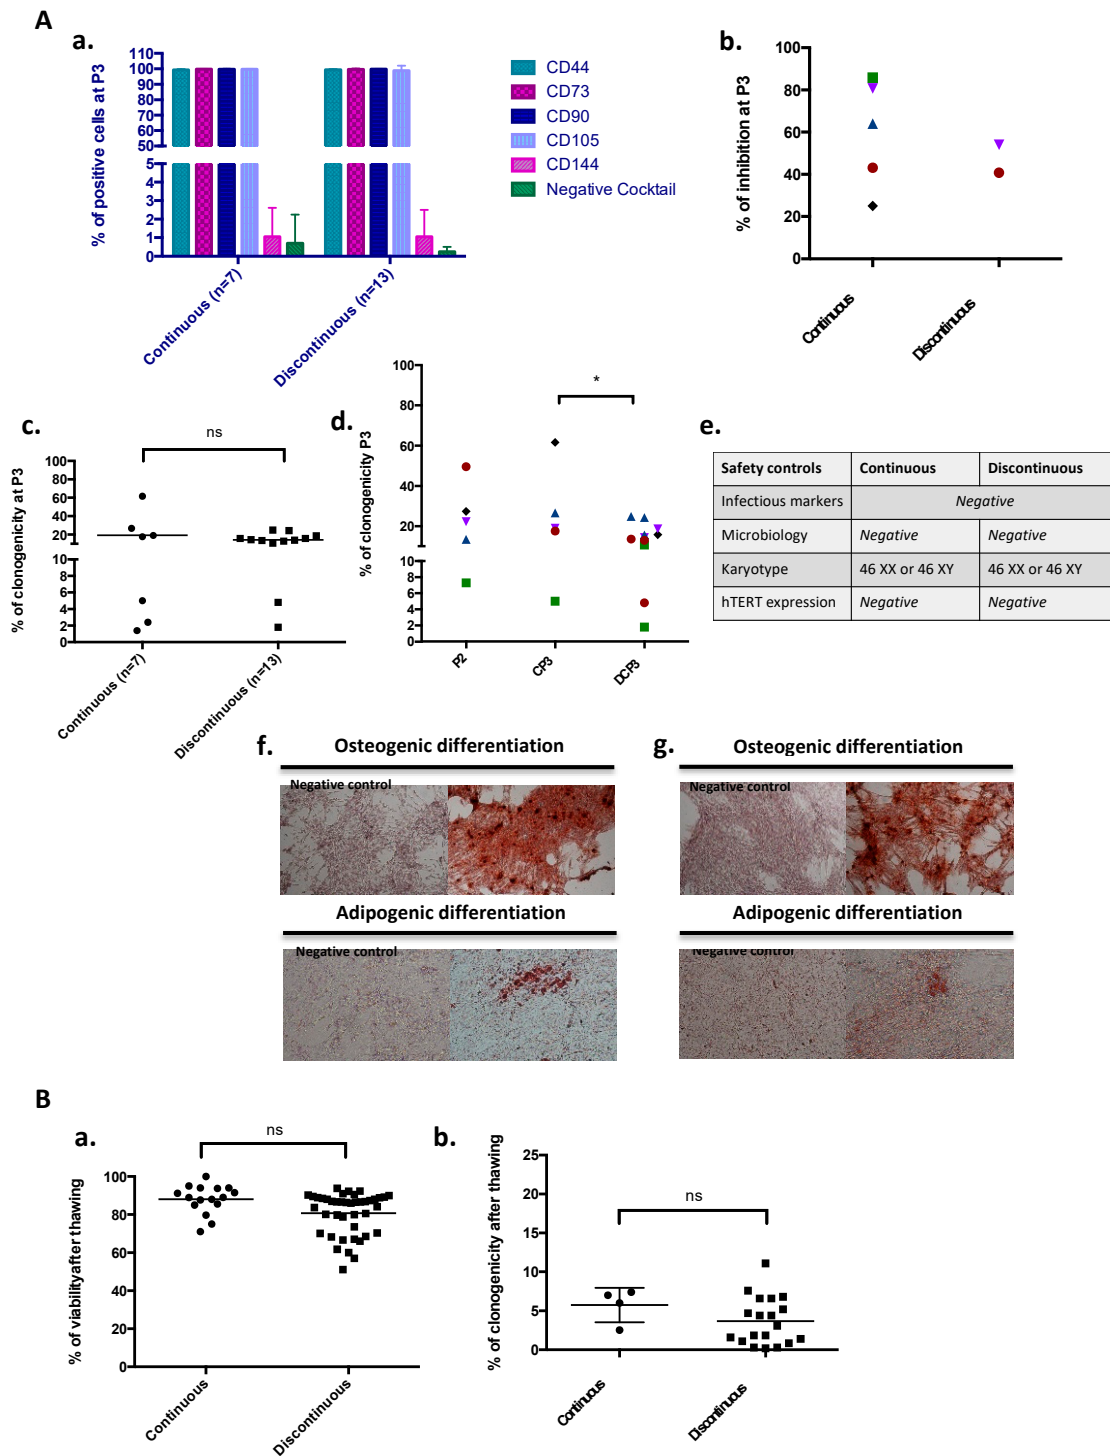 A
a.
% of positive cells at P3
110
100
90
80
70
60
50
5
4
3
2
1
0
Continuous (n=7)
Discontinuous (n=13)
CD44
CD73
CD90
CD105
CD144
Negative Cocktail
b.
% of inhibition at P3
100
80
60
40
20
0
Continuous
Discontinuous
c.
% of clonogenicity at P3
ns
100
80
60
40
20
10
8
6
4
2
0
Continuous (n=7)
Discontinuous (n=13)
d.
% of clonogenicity P3
*
100
80
60
40
20
10
8
6
4
2
0
P2
CP3
DCP3
e.
Safety controls Continuous Discontinuous
Infectious markers Negative
Microbiology Negative Negative
Karyotype 46 XX or 46 XY 46 XX or 46 XY
hTERT expression Negative Negative
f.
Osteogenic differentiation
Negative control
Adipogenic differentiation
Negative control
g.
Osteogenic differentiation
Negative control
Adipogenic differentiation
Negative control
B
a.
% of viability after thawing
ns
100
80
60
40
20
0
Continuous
Discontinuous
b.
% of clonogenicity after thawing
ns
25
20
15
10
5
0
Continuous
Discontinuous